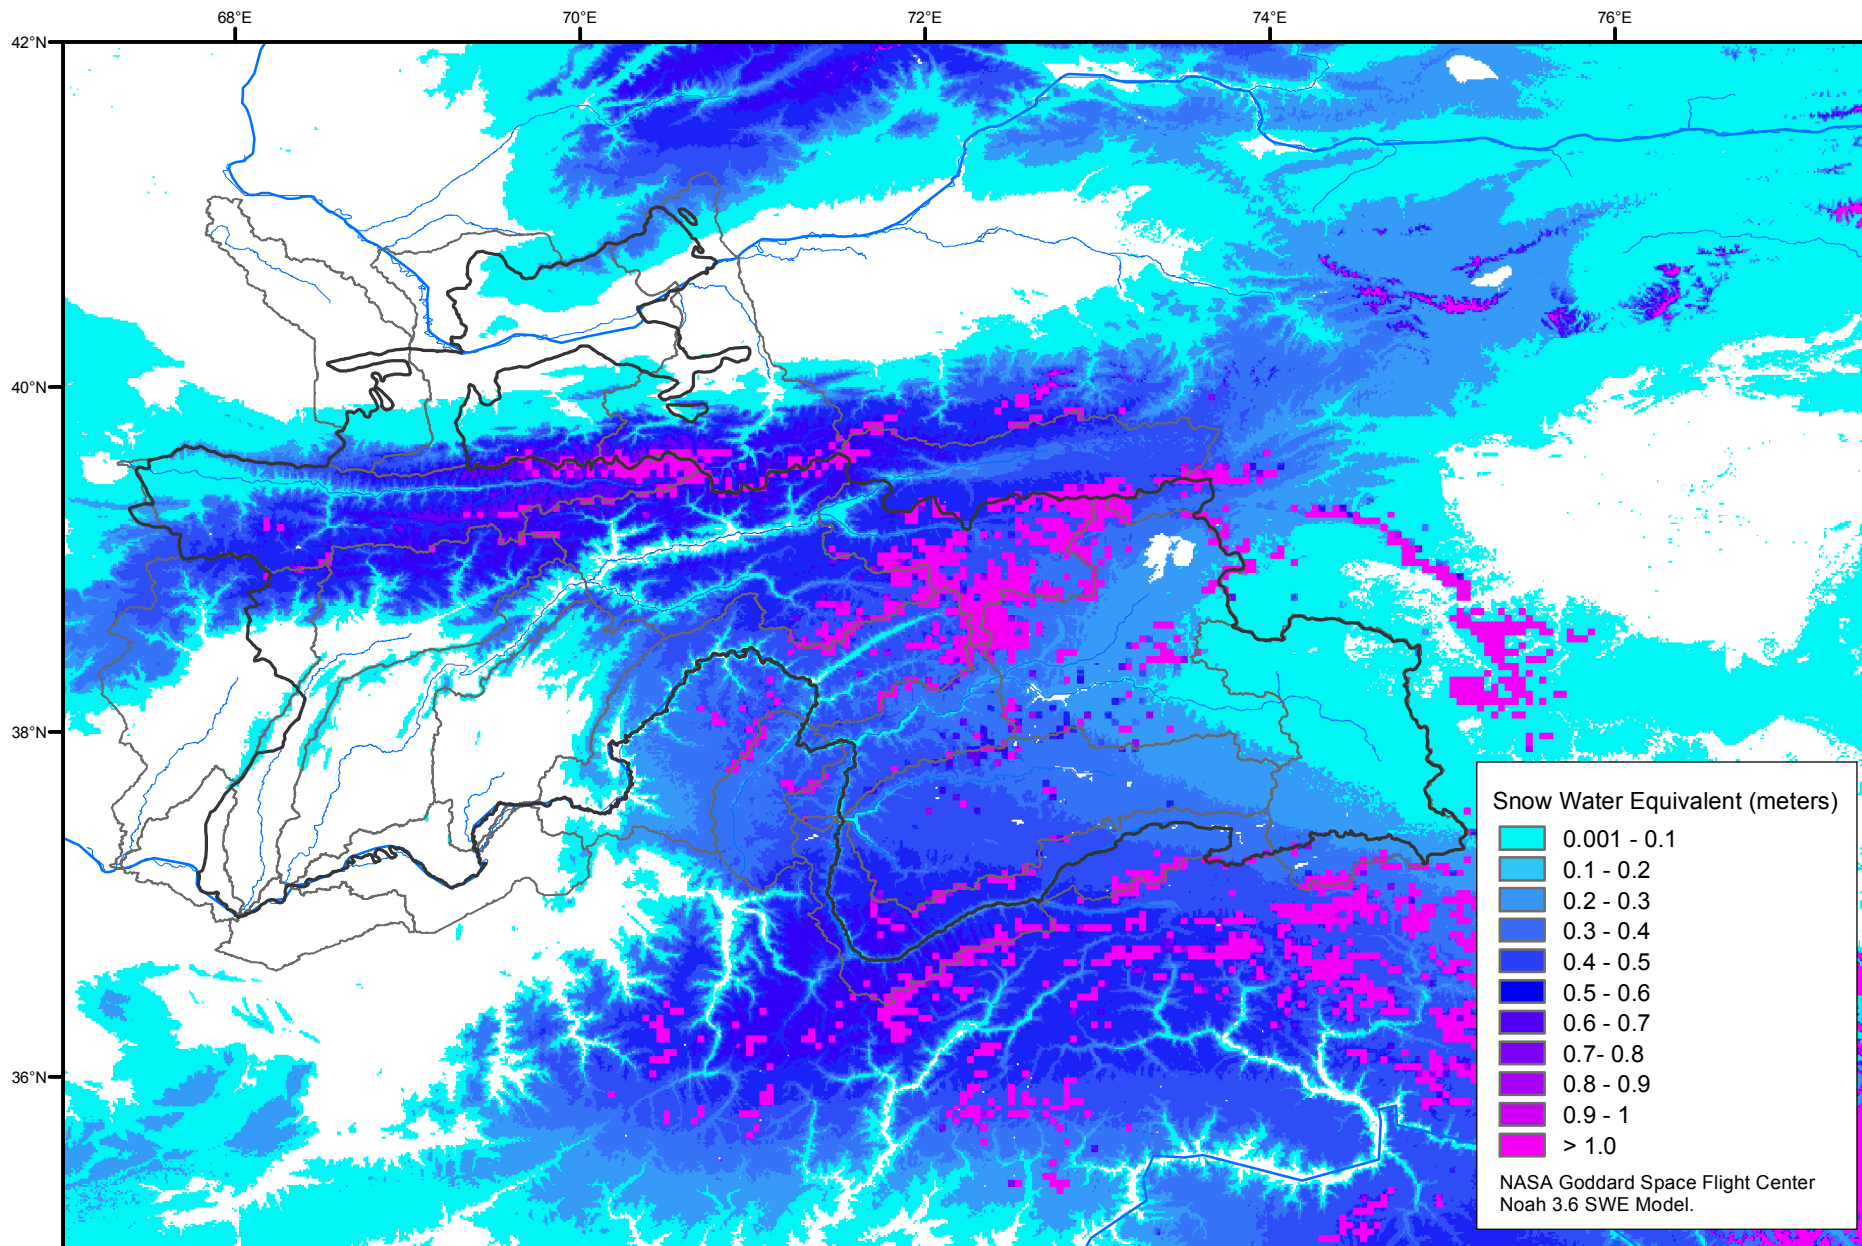 68°E 70°E 72°E 74°E 76°E
42°N
40°N
38°N
36°N
Snow Water Equivalent (meters)
0.001 - 0.1
0.1 - 0.2
0.2 - 0.3
0.3 - 0.4
0.4 - 0.5
0.5 - 0.6
0.6 - 0.7
0.7- 0.8
0.8 - 0.9
0.9 - 1
> 1.0
NASA Goddard Space Flight Center
Noah 3.6 SWE Model.